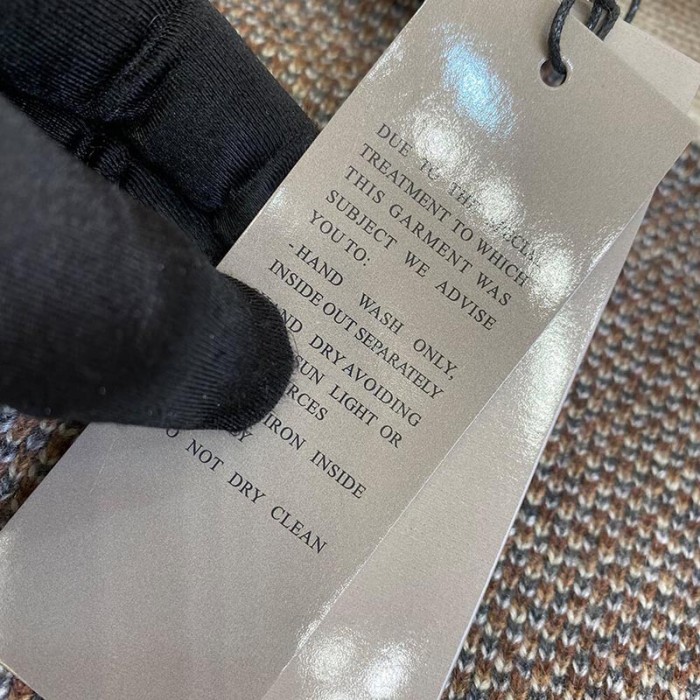 DUE TO THE SPECIAL
TREATMENT TO WHICH
THIS GARMENT WAS
SUBJECT WE ADVISE
YOU TO:
-HAND WASH ONLY,
INSIDE OUT SEPARATELY
DRY AVOIDING
SUN LIGHT OR
IRON INSIDE
NOT DRY CLEAN